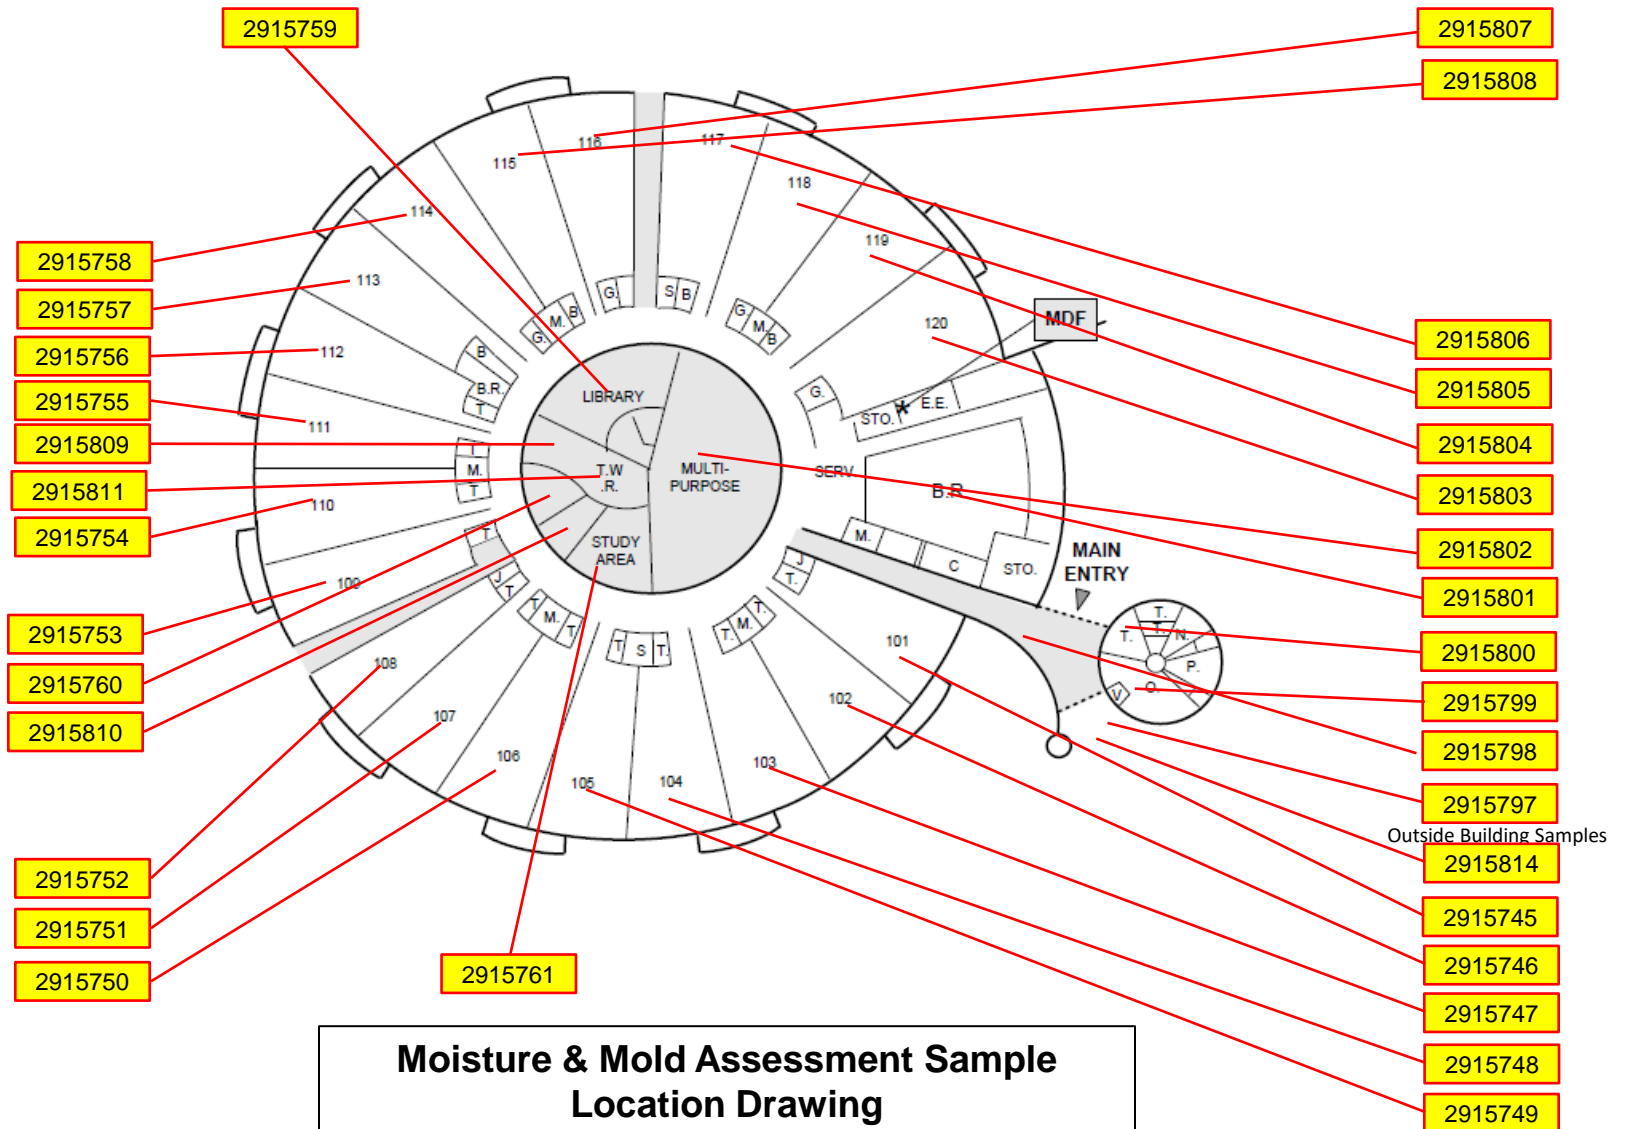 2915759
2915807
2915808
116
117
115
118
114
119
2915758
113
2915757
G.
S
B
G.
M.
B
G.
M.
B
MDF
120
2915806
112
2915756
B
B.R.
T
LIBRARY
G.
STO.
*
E.E.
2915805
2915755
111
2915809
T
M.
T
T.W
.R.
MULTI-
PURPOSE
SERV
B.R
2915804
2915811
110
2915803
2915754
T
STUDY
AREA
M.
C
STO.
MAIN
ENTRY
2915802
109
J
T
J
T.
2915801
2915753
T
M.
T
T
S
T.
T.
M.
T.
101
T.
T.
T.
N.
P.
O.
V
2915800
108
2915760
102
2915799
2915810
107
106
105
104
103
2915798
2915797
Outside Building Samples
2915814
2915752
2915751
2915745
2915750
2915761
2915746
2915747
2915748
2915749
Moisture & Mold Assessment Sample
Location Drawing